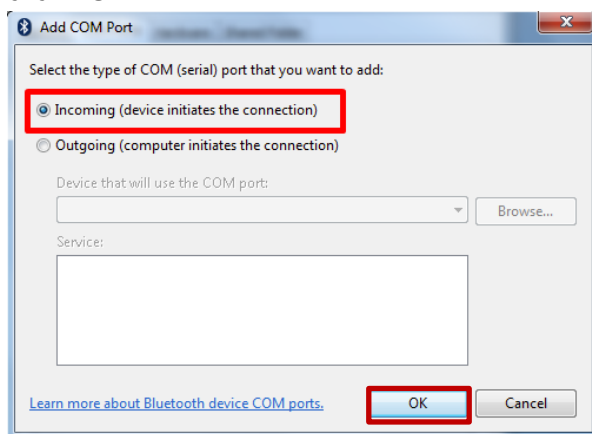 Add COM Port
Select the type of COM (serial) port that you want to add:
Incoming (device initiates the connection)
Outgoing (computer initiates the connection)
Device that will use the COM port:
Browse...
Service:
Learn more about Bluetooth device COM ports.
OK
Cancel